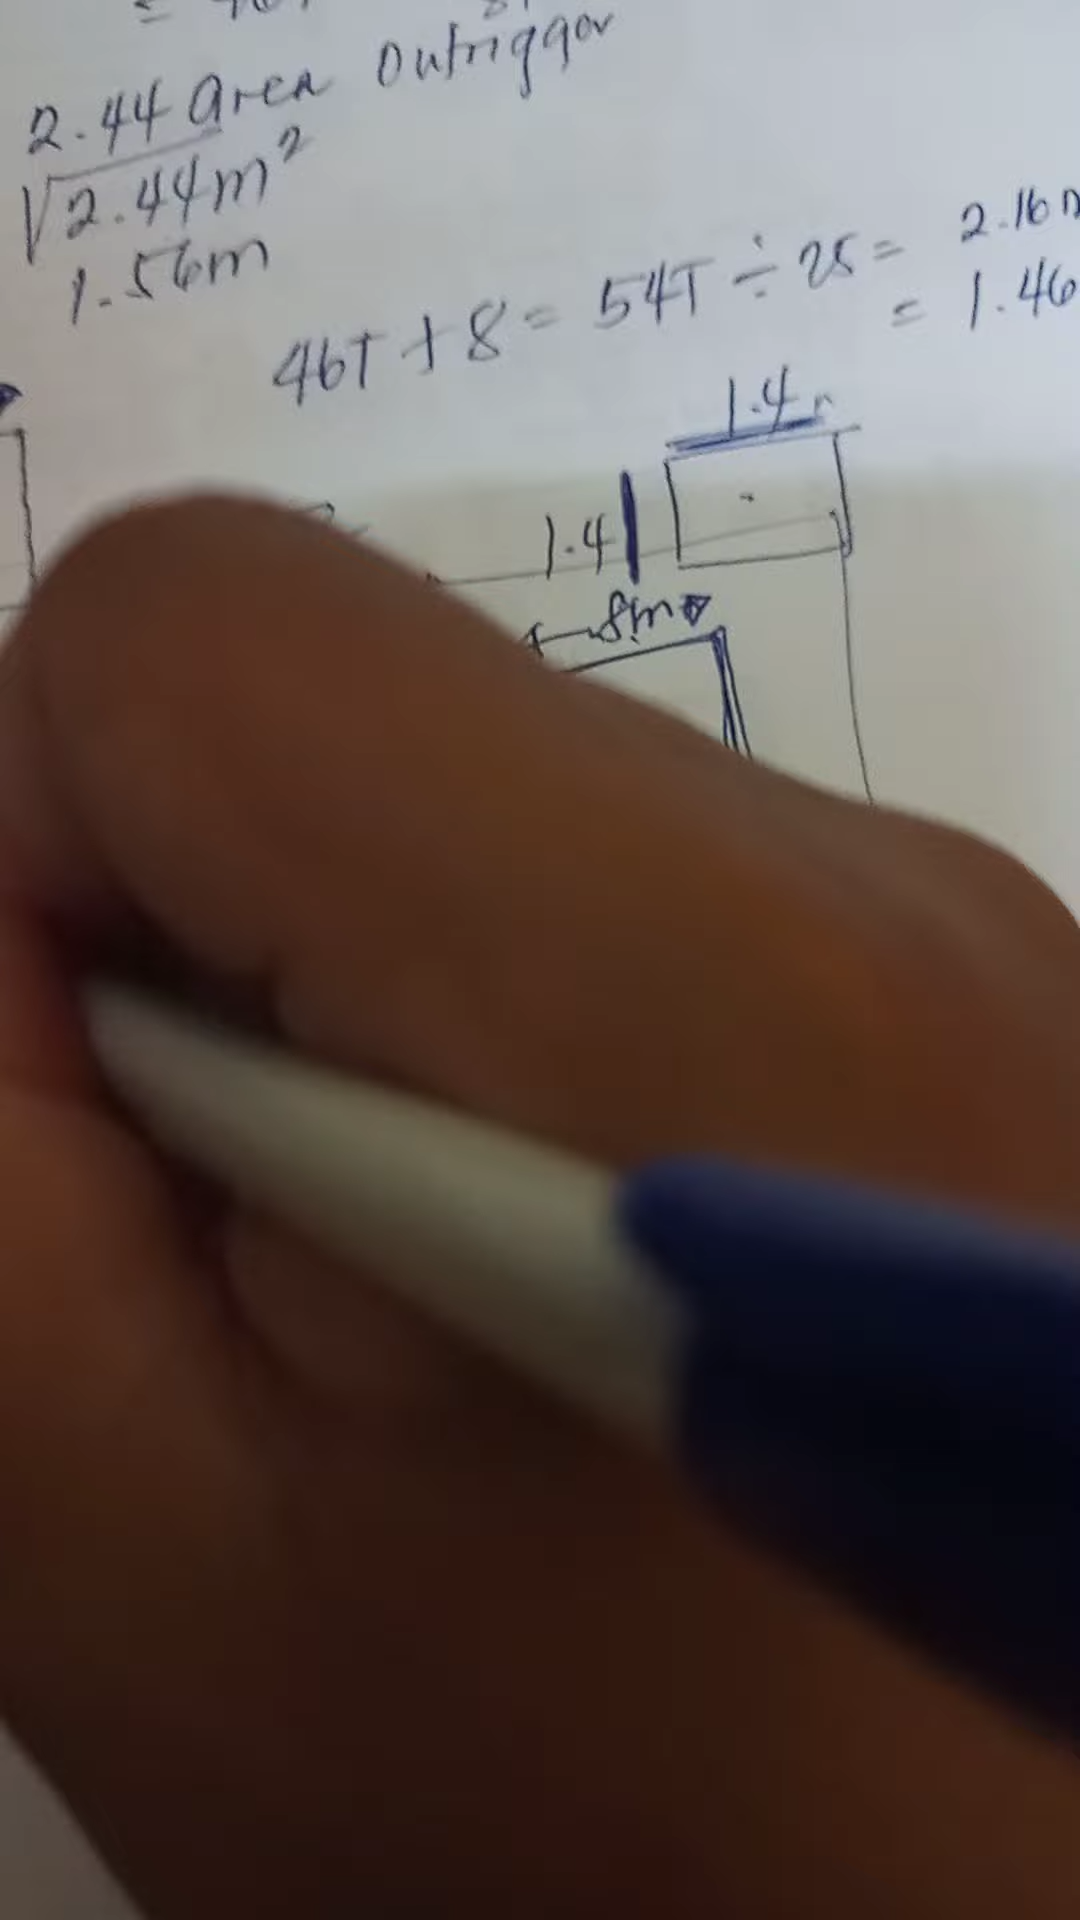 2.44 area Outriggor
√2.44m²
1.56m
46T + 8 = 54T ÷ 25 = 2.16
= 1.46
1.4
1.4
8m